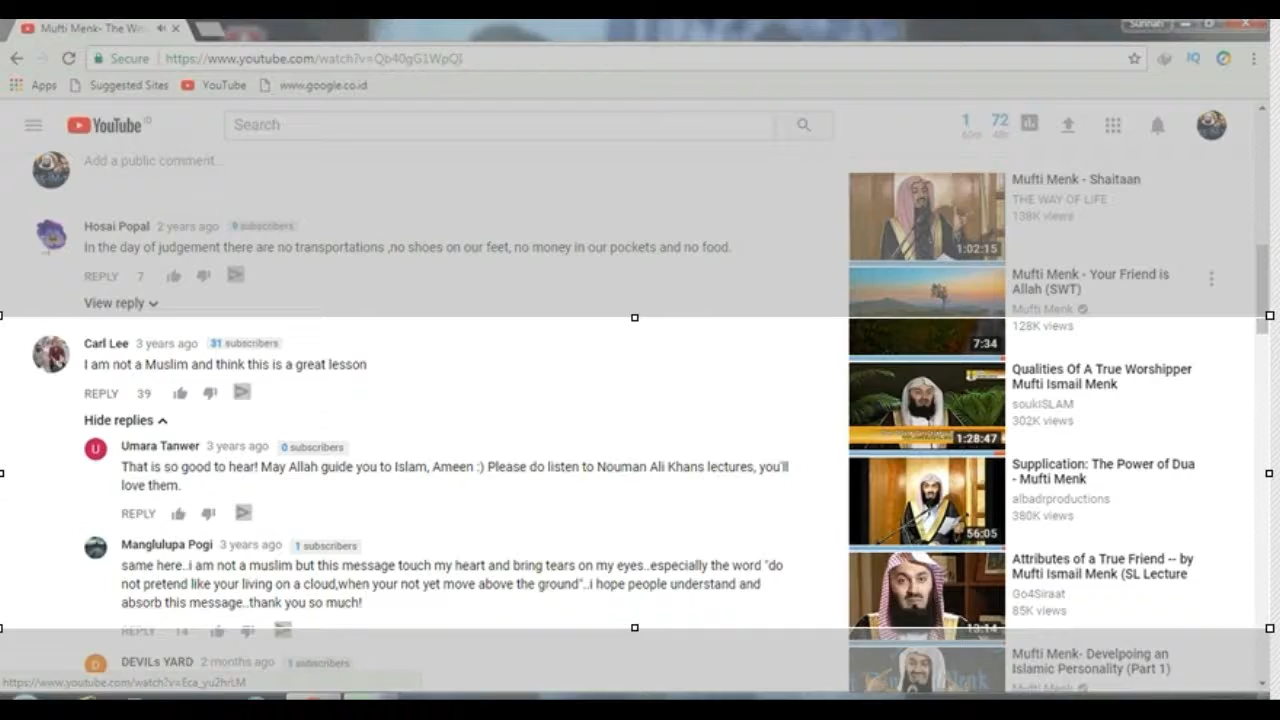 Mufti Menk- The Wa
Sunnah
Secure
https://www.youtube.com/watch?v=Qb40gG1WpQI
Apps
Suggested Sites
YouTube
www.google.co.id
YouTube ID
Search
1 72
60m 48h
Add a public comment...
Hosai Popal 2 years ago 9 subscribers
In the day of judgement there are no transportations ,no shoes on our feet, no money in our pockets and no food.
REPLY 7
View reply
Carl Lee 3 years ago 31 subscribers
I am not a Muslim and think this is a great lesson
REPLY 39
Hide replies
U
Umara Tanwer 3 years ago 0 subscribers
That is so good to hear! May Allah guide you to Islam, Ameen :) Please do listen to Nouman Ali Khans lectures, you'll
love them.
REPLY
Manglulupa Pogi 3 years ago 1 subscribers
same here..i am not a muslim but this message touch my heart and bring tears on my eyes..especially the word "do
not pretend like your living on a cloud,when your not yet move above the ground"..i hope people understand and
absorb this message..thank you so much!
REPLY 14
D
DEVILs YARD 2 months ago 1 subscribers
https://www.youtube.com/watch?v=Eca_yu2hrLM
1:02:15
Mufti Menk - Shaitaan
THE WAY OF LIFE
138K views
7:34
Mufti Menk - Your Friend is
Allah (SWT)
Mufti Menk
128K views
1:28:47
Qualities Of A True Worshipper
Mufti Ismail Menk
soukISLAM
302K views
56:05
Supplication: The Power of Dua
- Mufti Menk
albadrproductions
380K views
13:14
Attributes of a True Friend -- by
Mufti Ismail Menk (SL Lecture
Go4Siraat
85K views
Mufti Menk- Develpoing an
Islamic Personality (Part 1)
Mufti Menk